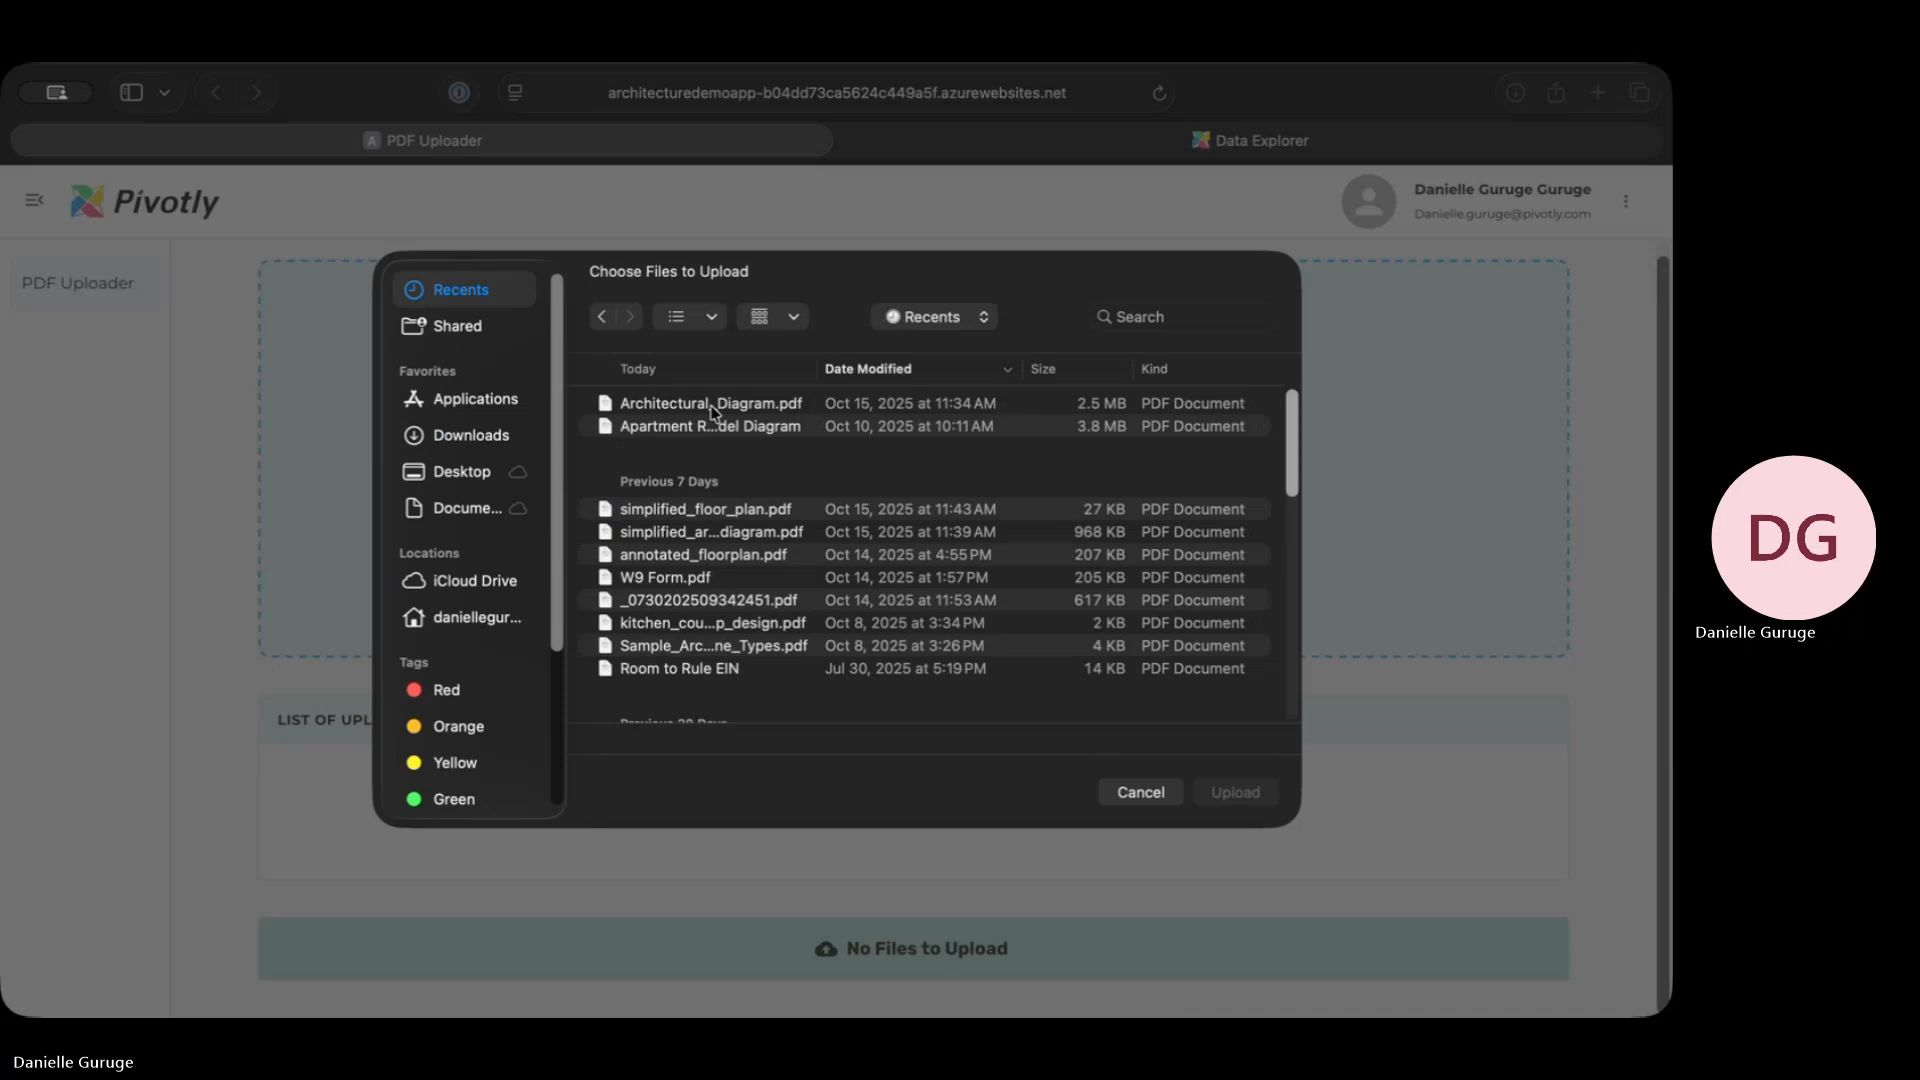 architecturedemoapp-b04dd73ca5624c449a5f.azurewebsites.net
A PDF Uploader
Data Explorer
Pivotly
Danielle Guruge Guruge
Danielle.guruge@pivotly.com
PDF Uploader
Choose Files to Upload
Recents
Shared
Favorites
Applications
Downloads
Desktop
Docume...
Locations
iCloud Drive
daniellegur...
Tags
Red
Orange
Yellow
Green
Recents
Search
Today Date Modified Size Kind
Architectural_Diagram.pdf Oct 15, 2025 at 11:34 AM 2.5 MB PDF Document
Apartment R...del Diagram Oct 10, 2025 at 10:11 AM 3.8 MB PDF Document
Previous 7 Days
simplified_floor_plan.pdf Oct 15, 2025 at 11:43 AM 27 KB PDF Document
simplified_ar...diagram.pdf Oct 15, 2025 at 11:39 AM 968 KB PDF Document
annotated_floorplan.pdf Oct 14, 2025 at 4:55 PM 207 KB PDF Document
W9 Form.pdf Oct 14, 2025 at 1:57 PM 205 KB PDF Document
_0730202509342451.pdf Oct 14, 2025 at 11:53 AM 617 KB PDF Document
kitchen_cou...p_design.pdf Oct 8, 2025 at 3:34 PM 2 KB PDF Document
Sample_Arc...ne_Types.pdf Oct 8, 2025 at 3:26 PM 4 KB PDF Document
Room to Rule EIN Jul 30, 2025 at 5:19 PM 14 KB PDF Document
LIST OF UPL
Cancel
Upload
No Files to Upload
DG
Danielle Guruge
Danielle Guruge